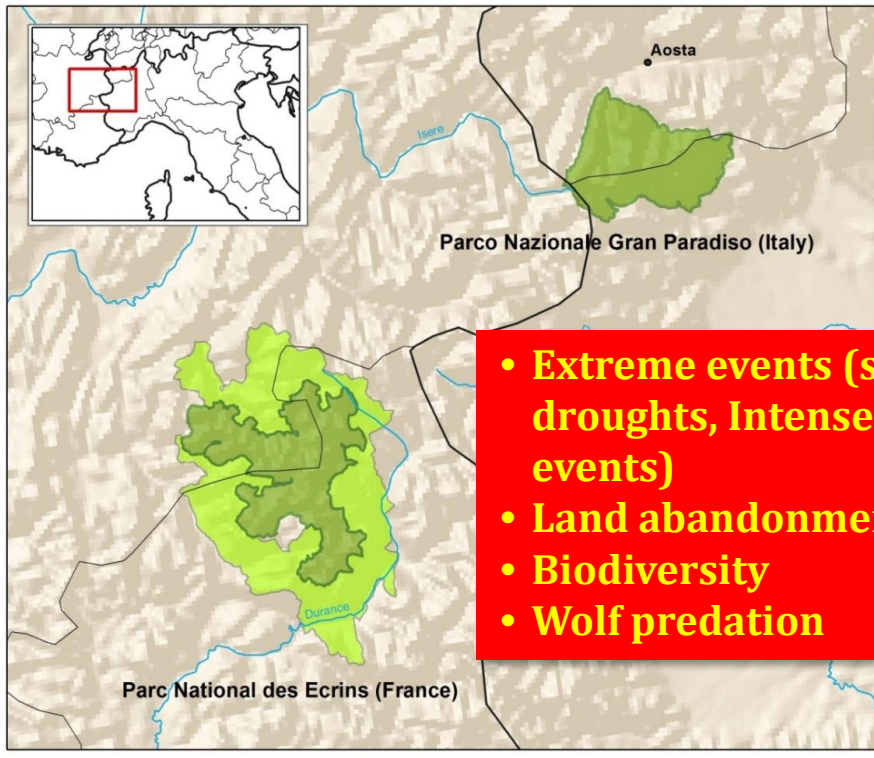 Aosta
Isere
Parco Nazionale Gran Paradiso (Italy)
• Extreme events (s
droughts, Intense
events)
• Land abandonme
• Biodiversity
• Wolf predation
Durance
Parc National des Ecrins (France)